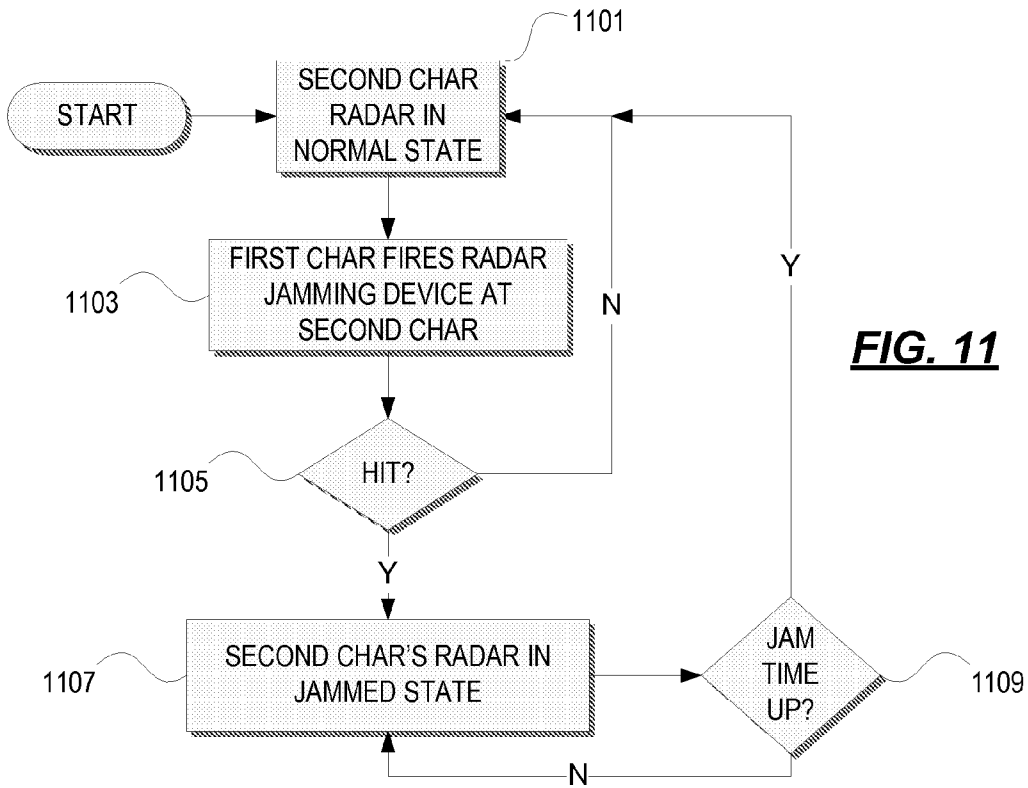 1101
START
SECOND CHAR
RADAR IN
NORMAL STATE
1103
FIRST CHAR FIRES RADAR
JAMMING DEVICE AT
SECOND CHAR
N
Y
FIG. 11
1105
HIT?
Y
1107
SECOND CHAR'S RADAR IN
JAMMED STATE
JAM
TIME
UP?
1109
N